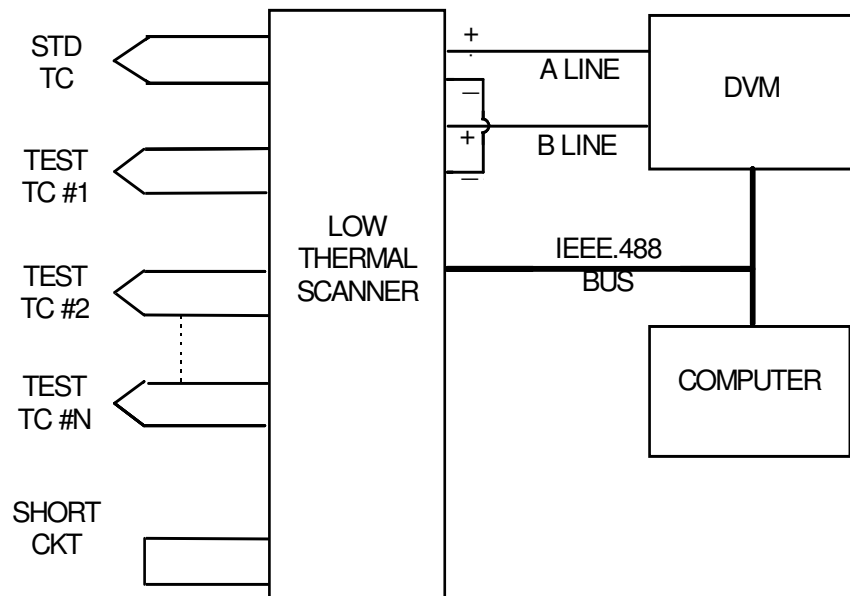 STD
TC
TEST
TC #1
TEST
TC #2
TEST
TC #N
SHORT
CKT
LOW
THERMAL
SCANNER
+
A LINE
–
+
B LINE
–
DVM
IEEE.488
BUS
COMPUTER